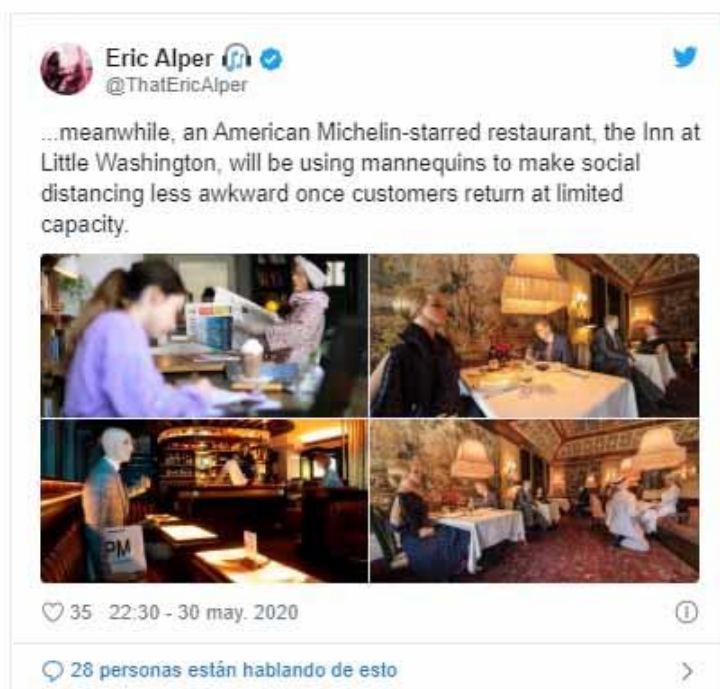 Eric Alper
@ThatEricAlper
...meanwhile, an American Michelin-starred restaurant, the Inn at
Little Washington, will be using mannequins to make social
distancing less awkward once customers return at limited
capacity.
PM
35 22:30 - 30 may. 2020
28 personas están hablando de esto